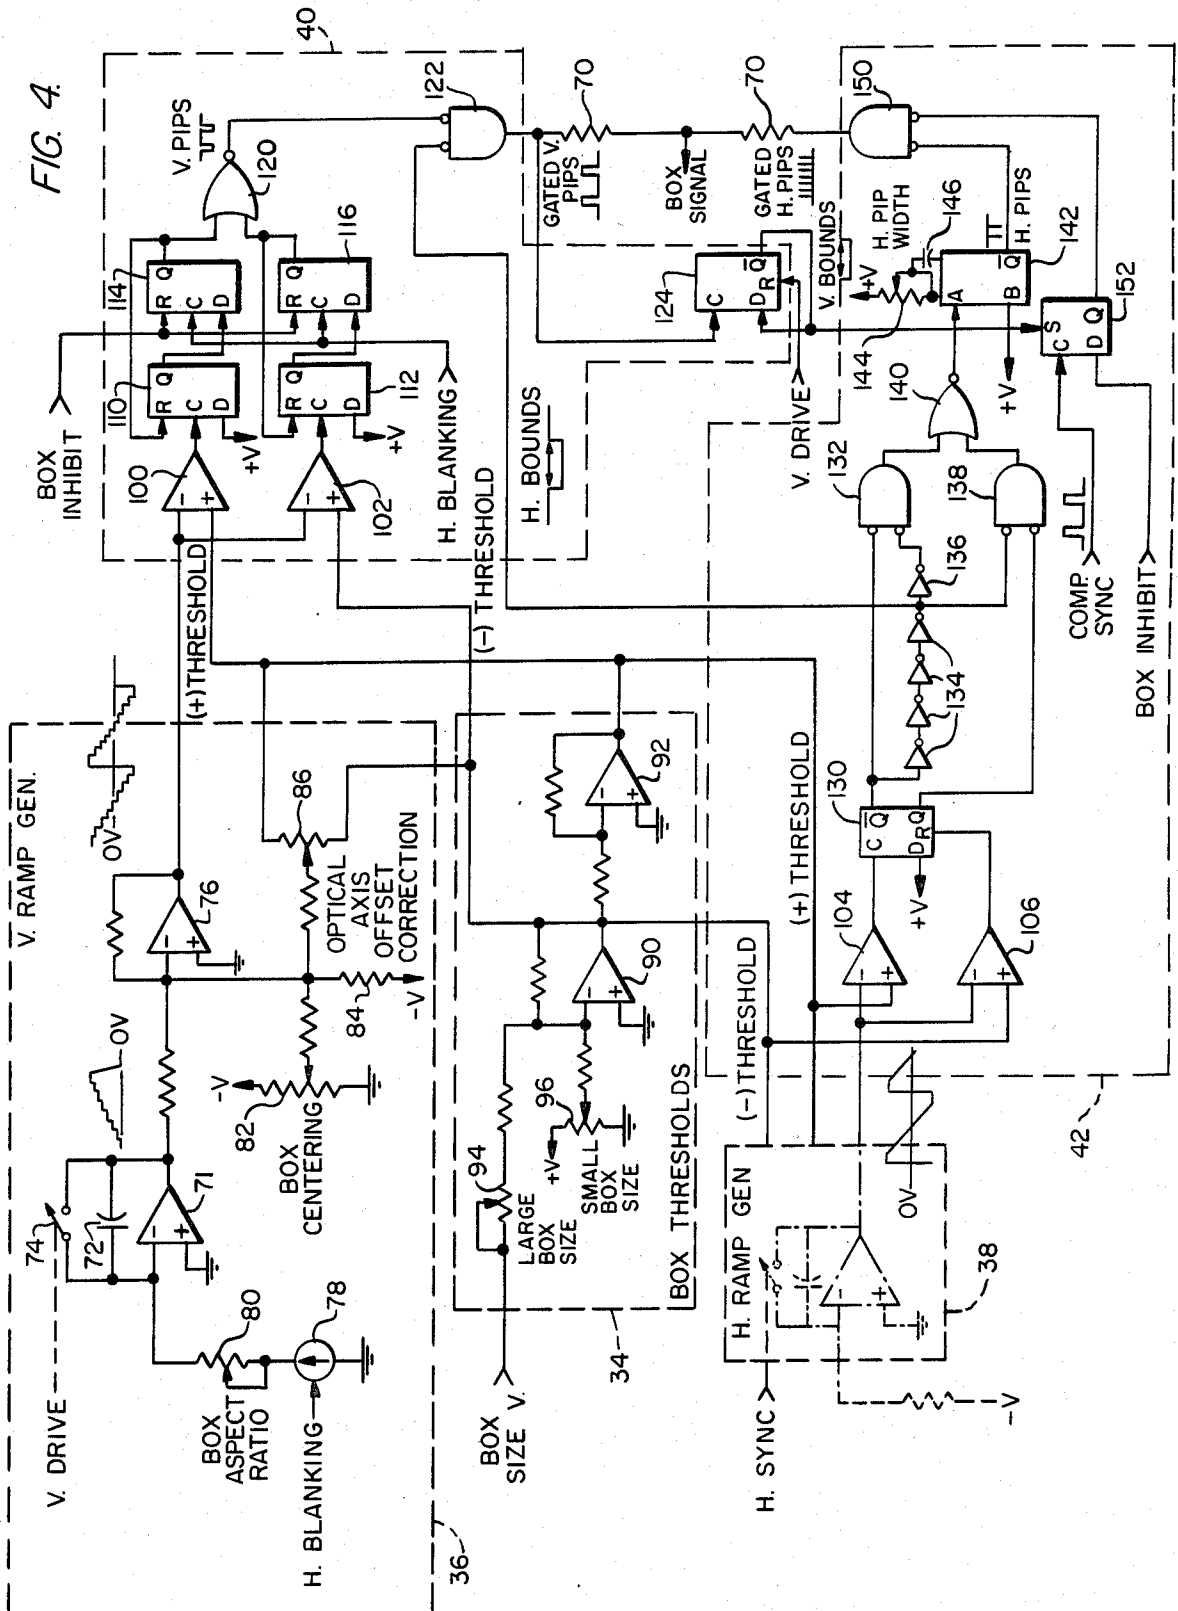 FIG. 4.
V. RAMP GEN.
V. DRIVE
74
72
71
80
BOX
ASPECT
RATIO
78
H. BLANKING
36
OV
76
-V
82
BOX
CENTERING
84
-V
86
OPTICAL
AXIS
OFFSET
CORRECTION
OV
(+) THRESHOLD
(-) THRESHOLD
BOX
INHIBIT
100
102
110
R
C
D
Q
+V
112
R
C
D
Q
+V
114
R
C
D
Q
116
R
C
D
Q
H. BLANKING
H. BOUNDS
120
V. PIPS
40
122
GATED V.
PIPS
70
BOX
SIGNAL
70
GATED
H. PIPS
124
C
D
R
Q
V. DRIVE
V. BOUNDS
BOX
SIZE V.
94
LARGE
BOX
SIZE
96
+V
SMALL
BOX
SIZE
90
92
BOX THRESHOLDS
34
H. RAMP GEN
H. SYNC
-V
38
OV
(-) THRESHOLD
(+) THRESHOLD
42
104
106
130
C
Q
D
R
Q
+V
134
136
132
138
140
144
+V
H. PIP
WIDTH
146
A
B
Q
+V
H. PIPS
142
150
152
C
S
D
Q
COMP.
SYNC
BOX INHIBIT
-
+
-
+
-
+
-
+
-
+
-
+
-
+
-
+
-
+